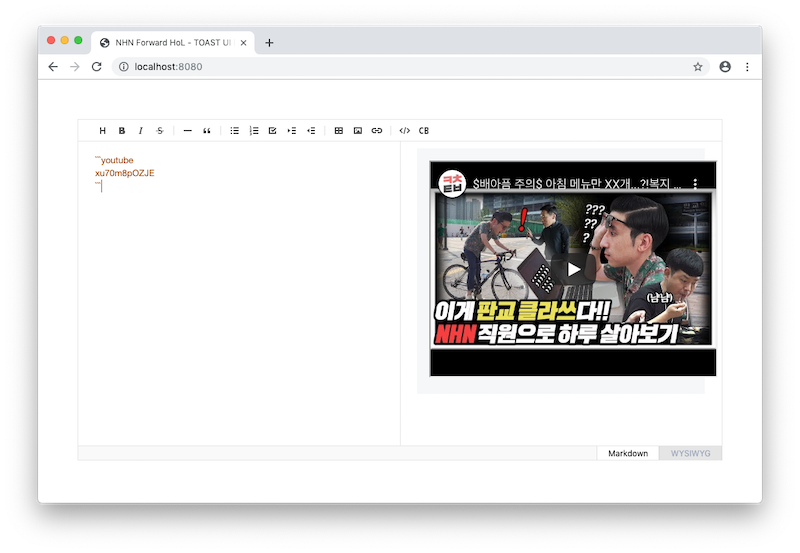 NHN Forward HoL - TOAST UI
localhost:8080
H B I S CB
```youtube
xu70m8pOZJE
```
ㅋㅊ
튭
$배아픔 주의$ 아침 메뉴만 XX개...?!복지 ...
???
??
?
!
(냠냠)
이게 판교 클라쓰다!!
NHN 직원으로 하루 살아보기
Markdown
WYSIWYG